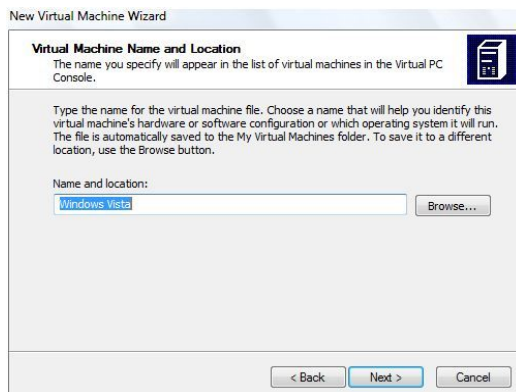 New Virtual Machine Wizard
Virtual Machine Name and Location
The name you specify will appear in the list of virtual machines in the Virtual PC
Console.
Type the name for the virtual machine file. Choose a name that will help you identify this
virtual machine's hardware or software configuration or which operating system it will run.
The file is automatically saved to the My Virtual Machines folder. To save it to a different
location, use the Browse button.
Name and location:
Windows Vista
Browse...
< Back
Next >
Cancel